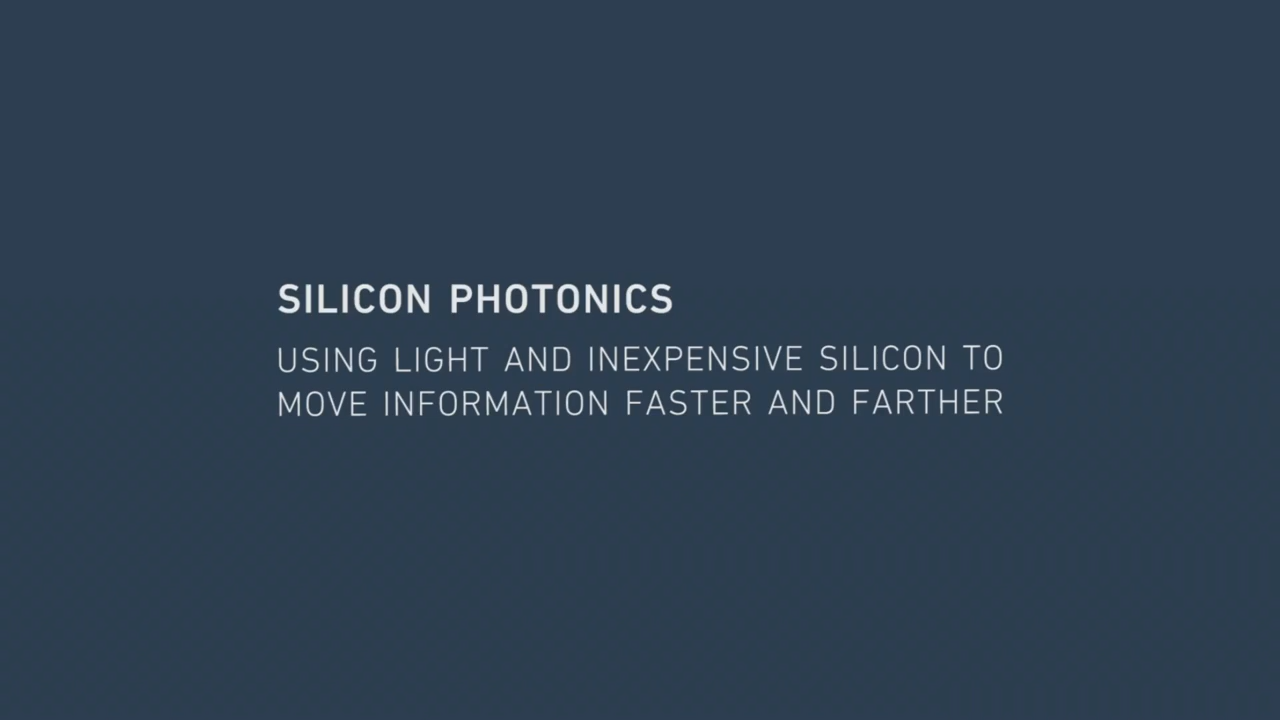 SILICON PHOTONICS
USING LIGHT AND INEXPENSIVE SILICON TO
MOVE INFORMATION FASTER AND FARTHER